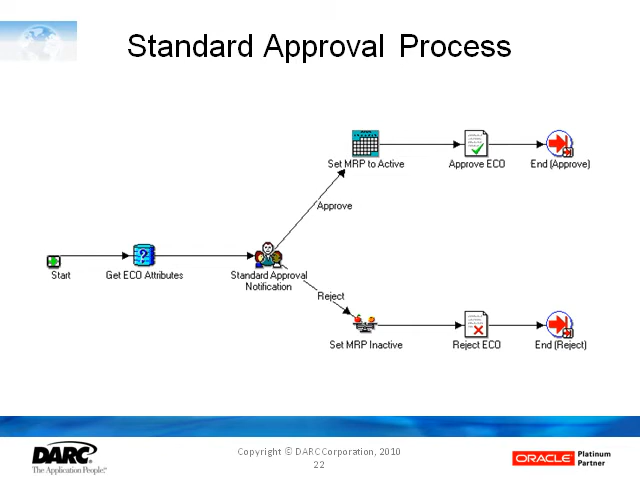 Standard Approval Process
Set MRP to Active
Approve ECO
End (Approve)
Approve
Start
Get ECO Attributes
Standard Approval
Notification
Reject
Set MRP Inactive
Reject ECO
End (Reject)
DARC
The Application People.
Copyright © DARC Corporation, 2010
22
ORACLE
Platinum
Partner